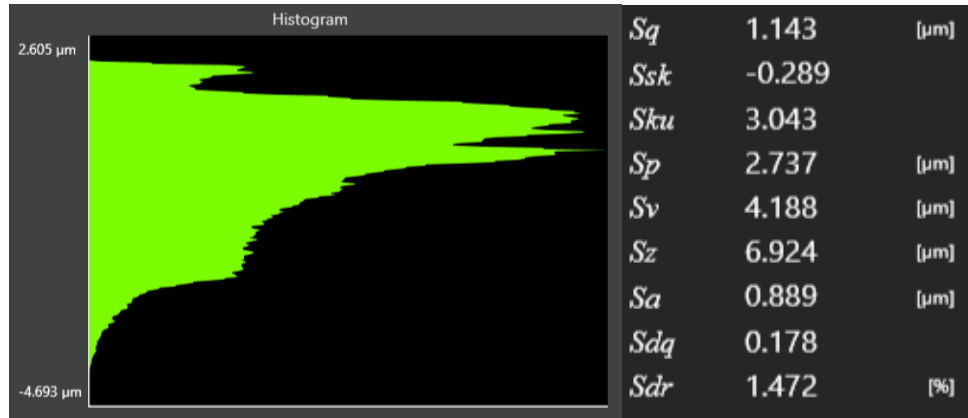 Histogram
2.605 µm
-4.693 µm
Sq 1.143 [µm]
Ssk -0.289
Sku 3.043
Sp 2.737 [µm]
Sv 4.188 [µm]
Sz 6.924 [µm]
Sa 0.889 [µm]
Sdq 0.178
Sdr 1.472 [%]